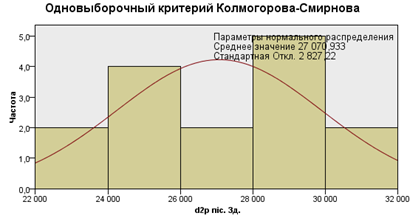 Одновыборочный критерий Колмогорова-Смирнова
Параметры нормального распределения
Среднее значение 27 070,933
Стандартная Откл. 2 827,22
5,0
4,0
3,0
2,0
1,0
0,0
Частота
22 000 24 000 26 000 28 000 30 000 32 000
d2p nic. 3д.